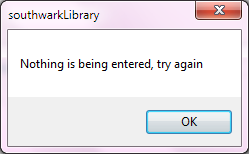 southwarkLibrary
Nothing is being entered, try again
OK